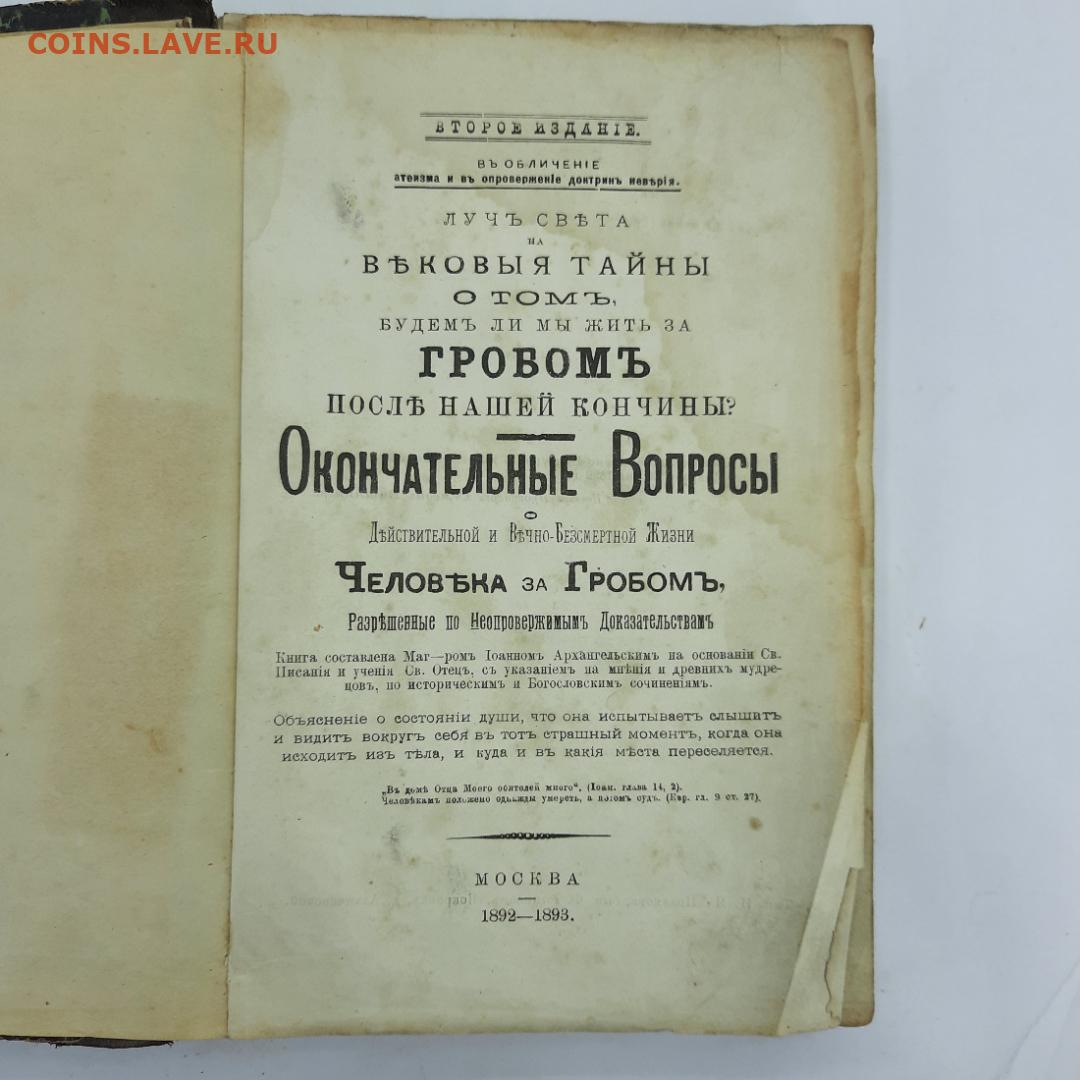 COINS.LAVE.RU
ВТОРОЕ ИЗДАНІЕ.
ВЪ ОБЛИЧЕНІЕ
атеизма и въ опроверженіе доктринъ невѣрія.
ЛУЧЪ СВѢТА
НА
ВѢКОВЫЯ ТАЙНЫ
О ТОМЪ,
БУДЕМЪ ЛИ МЫ ЖИТЬ ЗА
ГРОБОМЪ
ПОСЛѢ НАШЕЙ КОНЧИНЫ?
Окончательные Вопросы
о
Дѣйствительной и Вѣчно-Безсмертной Жизни
Человѣка за Гробомъ,
Разрѣшенные по Неопровержимымъ Доказательствамъ
Книга составлена Маг—ромъ Іоанномъ Архангельскимъ на основаніи Св.
Писанія и ученія Св. Отецъ, съ указаніемъ на мнѣнія и древнихъ мудре-
цовъ, по историческимъ и Богословскимъ сочиненіямъ.
Объясненіе о состояніи души, что она испытываетъ слышитъ
и видитъ вокругъ себя въ тотъ страшный моментъ, когда она
исходитъ изъ тѣла, и куда и въ какія мѣста переселяется.
„Въ домѣ Отца Моего обителей много“. (Іоан. глава 14, 2).
Человѣкамъ положено однажды умереть, а потомъ судъ. (Евр. гл. 9 ст. 27).
МОСКВА
1892—1893.